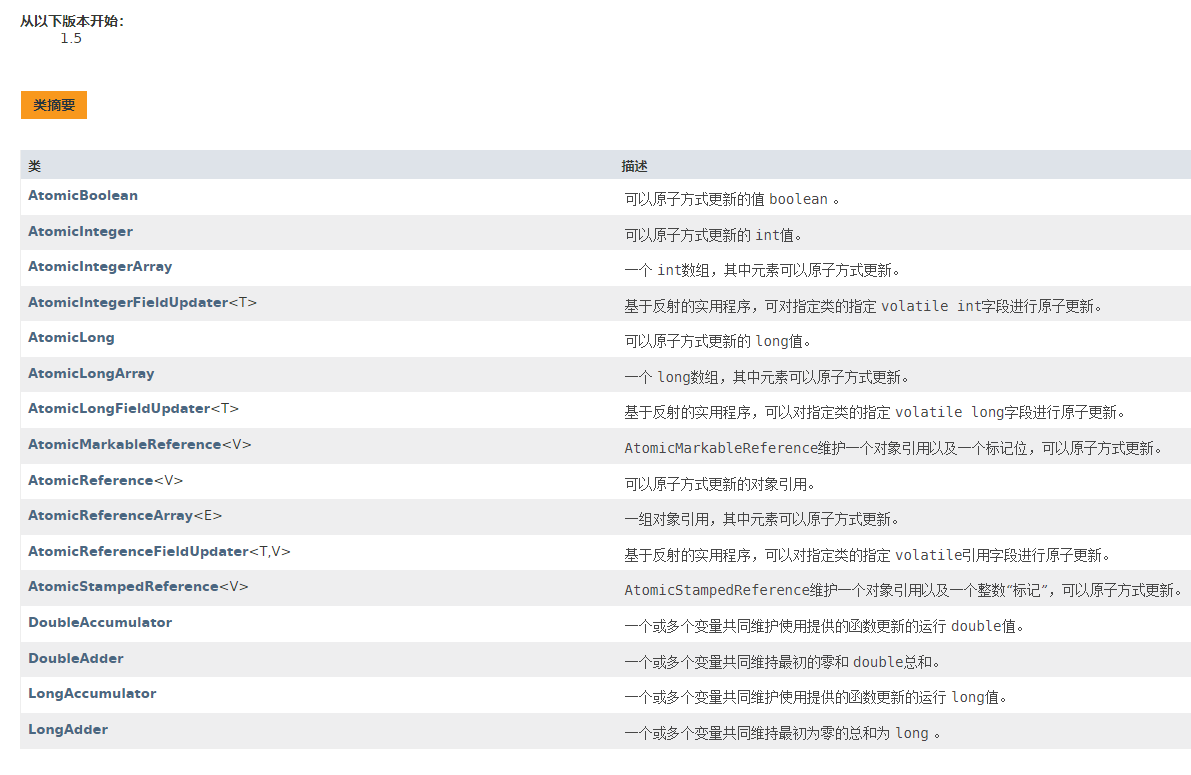 从以下版本开始：
1.5
类摘要
类 描述
AtomicBoolean 可以原子方式更新的值 boolean 。
AtomicInteger 可以原子方式更新的 int值。
AtomicIntegerArray 一个 int数组，其中元素可以原子方式更新。
AtomicIntegerFieldUpdater<T> 基于反射的实用程序，可对指定类的指定 volatile int字段进行原子更新。
AtomicLong 可以原子方式更新的 long值。
AtomicLongArray 一个 long数组，其中元素可以原子方式更新。
AtomicLongFieldUpdater<T> 基于反射的实用程序，可以对指定类的指定 volatile long字段进行原子更新。
AtomicMarkableReference<V> AtomicMarkableReference维护一个对象引用以及一个标记位，可以原子方式更新。
AtomicReference<V> 可以原子方式更新的对象引用。
AtomicReferenceArray<E> 一组对象引用，其中元素可以原子方式更新。
AtomicReferenceFieldUpdater<T,V> 基于反射的实用程序，可以对指定类的指定 volatile引用字段进行原子更新。
AtomicStampedReference<V> AtomicStampedReference维护一个对象引用以及一个整数“标记”，可以原子方式更新。
DoubleAccumulator 一个或多个变量共同维护使用提供的函数更新的运行 double值。
DoubleAdder 一个或多个变量共同维持最初的零和 double总和。
LongAccumulator 一个或多个变量共同维护使用提供的函数更新的运行 long值。
LongAdder 一个或多个变量共同维持最初为零的总和为 long 。